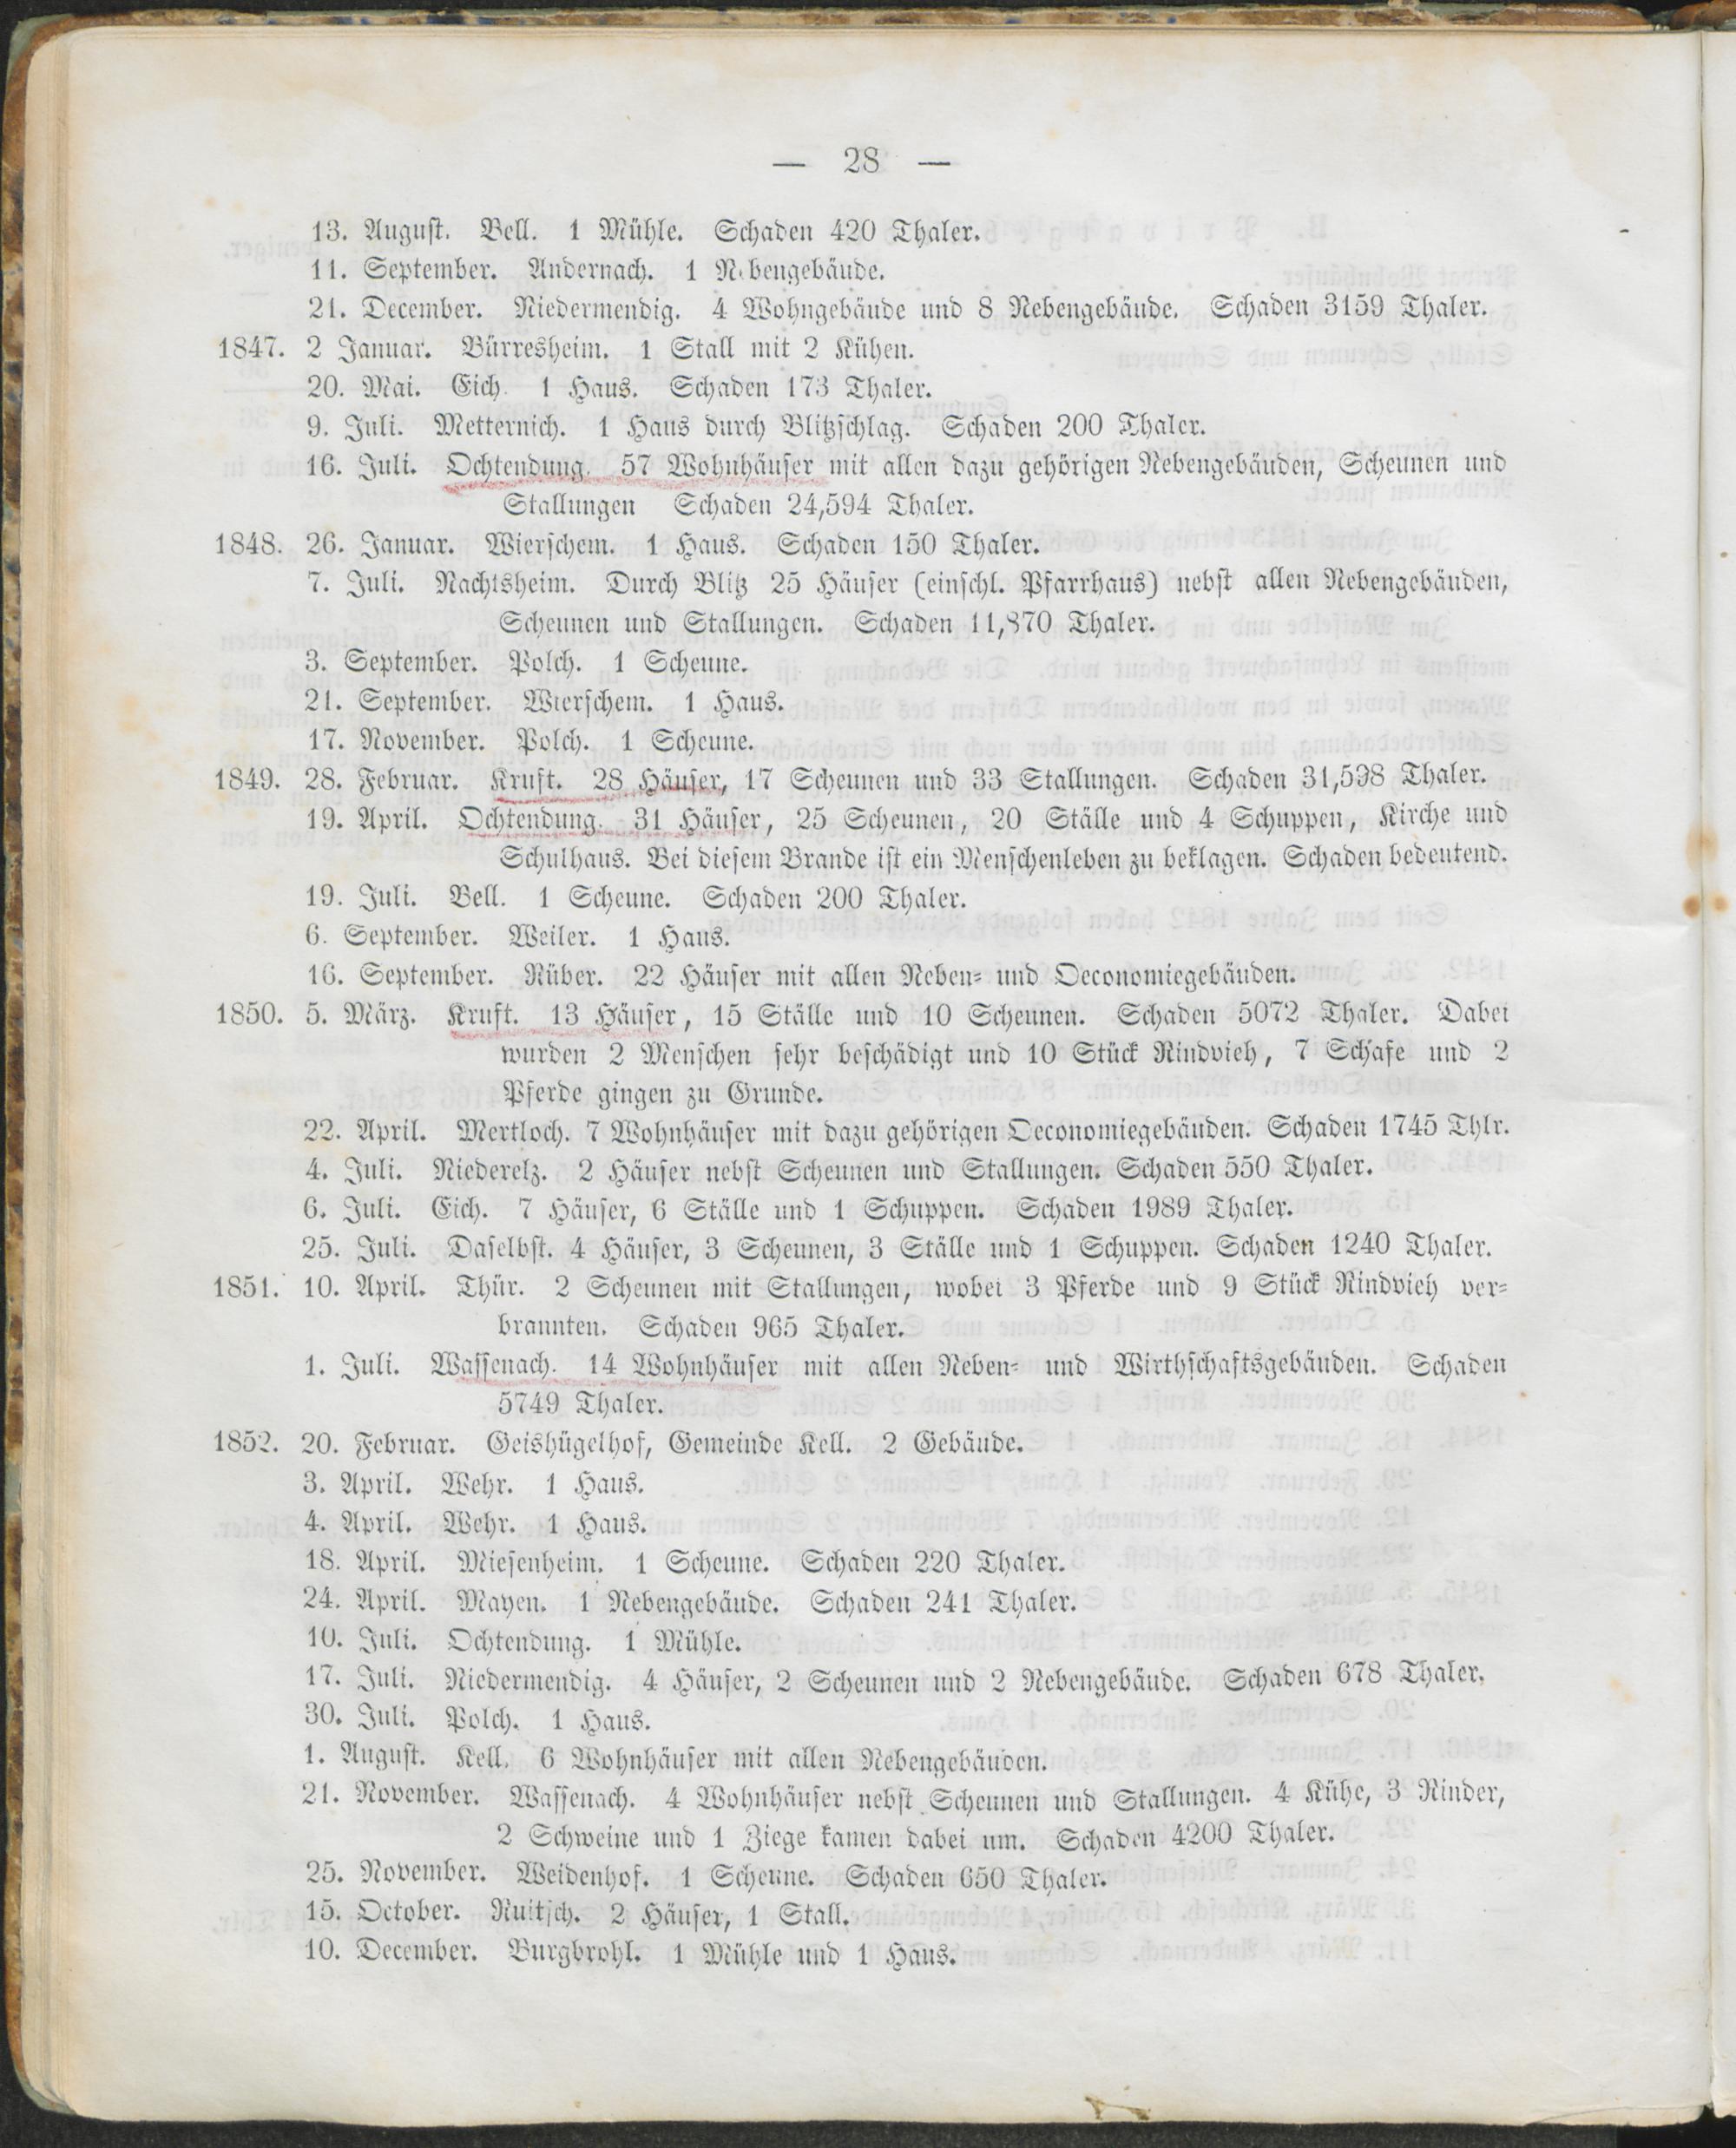 — 28 —
13. August. Bell. 1 Mühle. Schaden 420 Thaler.
11. September. Andernach. 1 Nebengebäude.
21. December. Niedermendig. 4 Wohngebäude und 8 Nebengebäude. Schaden 3159 Thaler.
1847. 2 Januar. Bürresheim. 1 Stall mit 2 Kühen.
20. Mai. Eich. 1 Haus. Schaden 173 Thaler.
9. Juli. Metternich. 1 Haus durch Blitzschlag. Schaden 200 Thaler.
16. Juli. Ochtendung. 57 Wohnhäuser mit allen dazu gehörigen Nebengebäuden, Scheunen und
Stallungen Schaden 24,594 Thaler.
1848. 26. Januar. Wierschem. 1 Haus. Schaden 150 Thaler.
7. Juli. Nachtsheim. Durch Blitz 25 Häuser (einschl. Pfarrhaus) nebst allen Nebengebäuden,
Scheunen und Stallungen. Schaden 11,870 Thaler.
3. September. Polch. 1 Scheune.
21. September. Wierschem. 1 Haus.
17. November. Polch. 1 Scheune.
1849. 28. Februar. Kruft. 28 Häuser, 17 Scheunen und 33 Stallungen. Schaden 31,598 Thaler.
19. April. Ochtendung. 31 Häuser, 25 Scheunen, 20 Ställe und 4 Schuppen, Kirche und
Schulhaus. Bei diesem Brande ist ein Menschenleben zu beklagen. Schaden bedeutend.
19. Juli. Bell. 1 Scheune. Schaden 200 Thaler.
6. September. Weiler. 1 Haus.
16. September. Rüber. 22 Häuser mit allen Neben- und Oeconomiegebäuden.
1850. 5. März. Kruft. 13 Häuser, 15 Ställe und 10 Scheunen. Schaden 5072 Thaler. Dabei
wurden 2 Menschen sehr beschädigt und 10 Stück Rindvieh, 7 Schafe und 2
Pferde gingen zu Grunde.
22. April. Mertloch. 7 Wohnhäuser mit dazu gehörigen Oeconomiegebäuden. Schaden 1745 Thlr.
4. Juli. Niederelz. 2 Häuser nebst Scheunen und Stallungen. Schaden 550 Thaler.
6. Juli. Eich. 7 Häuser, 6 Ställe und 1 Schuppen. Schaden 1989 Thaler.
25. Juli. Daselbst. 4 Häuser, 3 Scheunen, 3 Ställe und 1 Schuppen. Schaden 1240 Thaler.
1851. 10. April. Thür. 2 Scheunen mit Stallungen, wobei 3 Pferde und 9 Stück Rindvieh ver-
brannten. Schaden 965 Thaler.
1. Juli. Wassenach. 14 Wohnhäuser mit allen Neben- und Wirthschaftsgebäuden. Schaden
5749 Thaler.
1852. 20. Februar. Geishügelhof, Gemeinde Kell. 2 Gebäude.
3. April. Wehr. 1 Haus.
4. April. Wehr. 1 Haus.
18. April. Miesenheim. 1 Scheune. Schaden 220 Thaler.
24. April. Mayen. 1 Nebengebäude. Schaden 241 Thaler.
10. Juli. Ochtendung. 1 Mühle.
17. Juli. Niedermendig. 4 Häuser, 2 Scheunen und 2 Nebengebäude. Schaden 678 Thaler.
30. Juli. Polch. 1 Haus.
1. August. Kell. 6 Wohnhäuser mit allen Nebengebäuden.
21. November. Wassenach. 4 Wohnhäuser nebst Scheunen und Stallungen. 4 Kühe, 3 Rinder,
2 Schweine und 1 Ziege kamen dabei um. Schaden 4200 Thaler.
25. November. Weidenhof. 1 Scheune. Schaden 650 Thaler.
15. October. Ruitsch. 2 Häuser, 1 Stall.
10. December. Burgbrohl. 1 Mühle und 1 Haus.